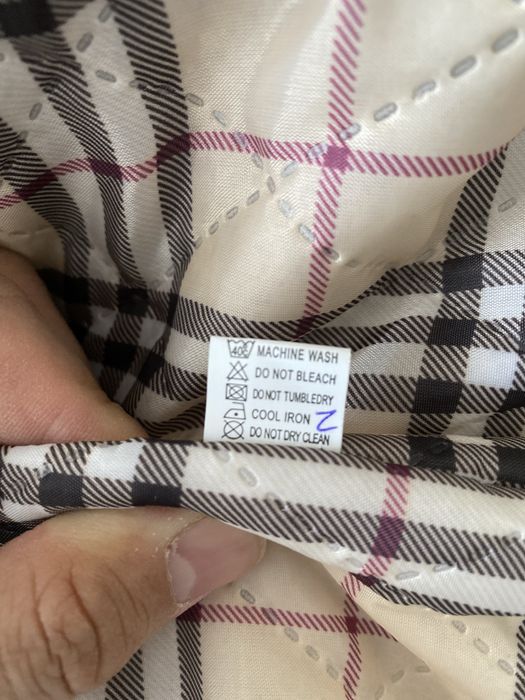 40 MACHINE WASH
DO NOT BLEACH
DO NOT TUMBLEDRY
COOL IRON Z
DO NOT DRY CLEAN